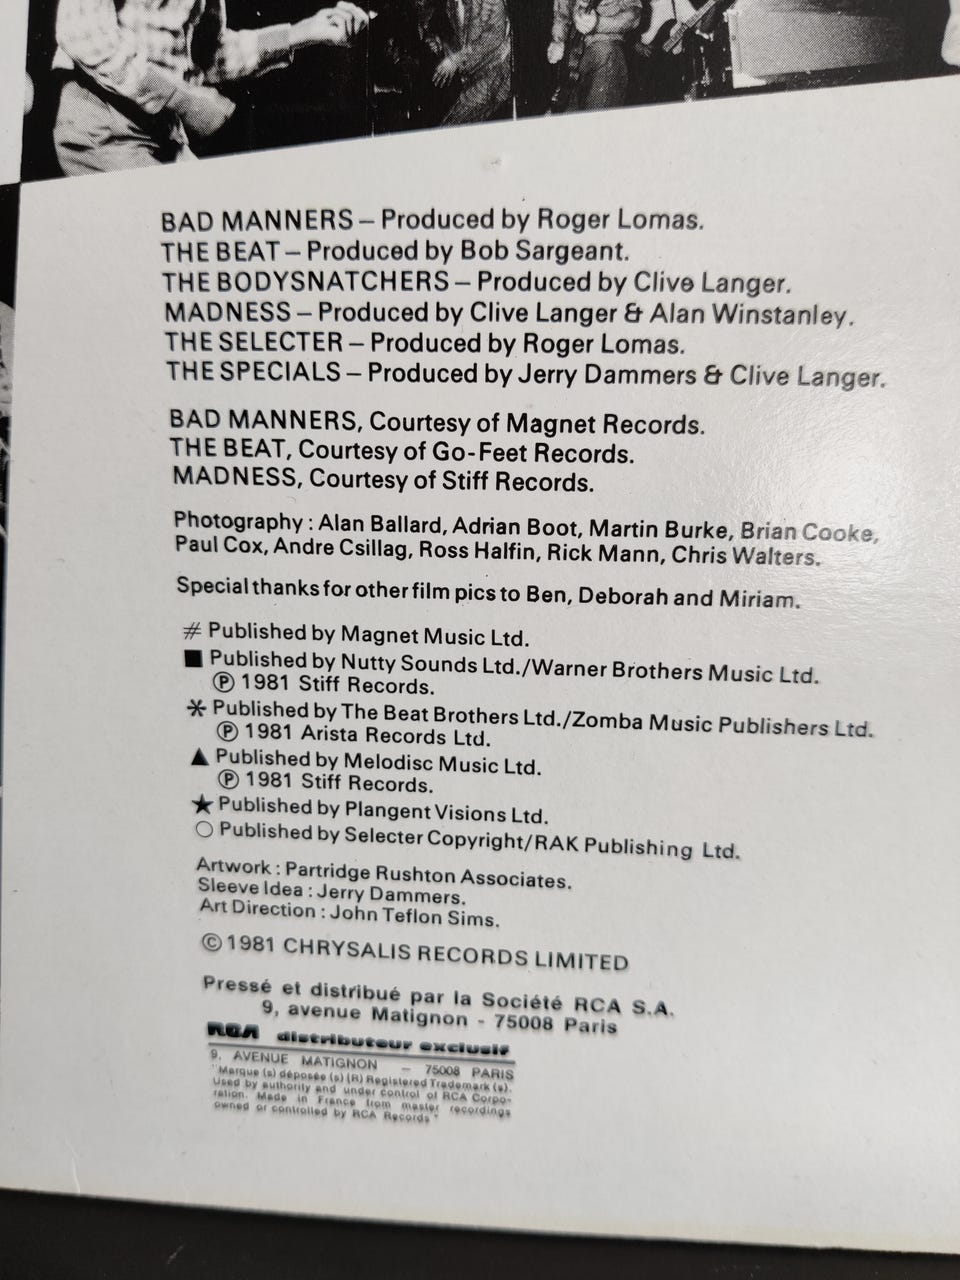 BAD MANNERS – Produced by Roger Lomas.
THE BEAT – Produced by Bob Sargeant.
THE BODYSNATCHERS – Produced by Clive Langer.
MADNESS – Produced by Clive Langer & Alan Winstanley.
THE SELECTER – Produced by Roger Lomas.
THE SPECIALS – Produced by Jerry Dammers & Clive Langer.
BAD MANNERS, Courtesy of Magnet Records.
THE BEAT, Courtesy of Go-Feet Records.
MADNESS, Courtesy of Stiff Records.
Photography : Alan Ballard, Adrian Boot, Martin Burke, Brian Cooke,
Paul Cox, Andre Csillag, Ross Halfin, Rick Mann, Chris Walters.
Special thanks for other film pics to Ben, Deborah and Miriam.
# Published by Magnet Music Ltd.
■ Published by Nutty Sounds Ltd./Warner Brothers Music Ltd.
℗ 1981 Stiff Records.
* Published by The Beat Brothers Ltd./Zomba Music Publishers Ltd.
℗ 1981 Arista Records Ltd.
▲ Published by Melodisc Music Ltd.
℗ 1981 Stiff Records.
★ Published by Plangent Visions Ltd.
○ Published by Selecter Copyright/RAK Publishing Ltd.
Artwork : Partridge Rushton Associates.
Sleeve Idea : Jerry Dammers.
Art Direction : John Teflon Sims.
© 1981 CHRYSALIS RECORDS LIMITED
Pressé et distribué par la Société RCA S.A.
9, avenue Matignon - 75008 Paris
RCA distributeur exclusif
9. AVENUE MATIGNON — 75008 PARIS
"Marque (s) déposée (s) (R) Registered Trademark (s).
Used by authority and under control of RCA Corpo-
ration. Made in France from master recordings
owned or controlled by RCA Records"